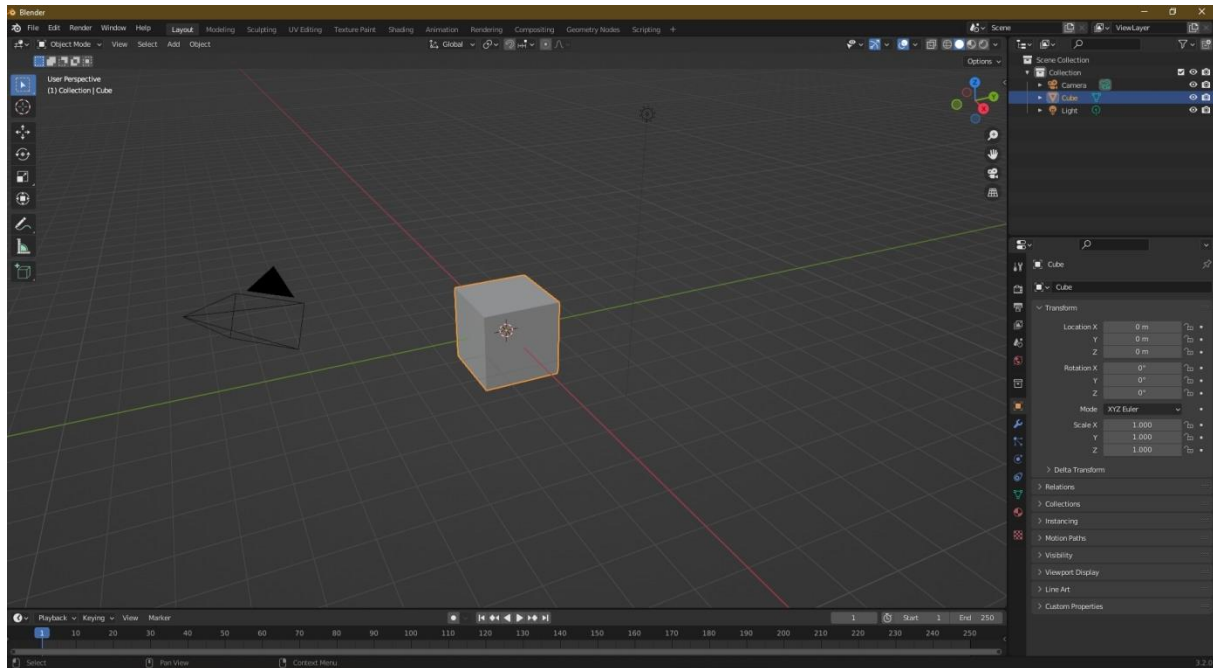 Blender
File Edit Render Window Help Layout Modeling Sculpting UV Editing Texture Paint Shading Animation Rendering Compositing Geometry Nodes Scripting + Scene ViewLayer
Object Mode View Select Add Object Global
Options
User Perspective
(1) Collection | Cube
X
Y
Z
Scene Collection
Collection
Camera
Cube
Light
Cube
Cube
Transform
Location X 0 m
Y 0 m
Z 0 m
Rotation X 0°
Y 0°
Z 0°
Mode XYZ Euler
Scale X 1.000
Y 1.000
Z 1.000
Delta Transform
Relations
Collections
Instancing
Motion Paths
Visibility
Viewport Display
Line Art
Custom Properties
Playback Keying View Marker 1 Start 1 End 250
1 10 20 30 40 50 60 70 80 90 100 110 120 130 140 150 160 170 180 190 200 210 220 230 240 250
Select Pan View Context Menu 3.2.0